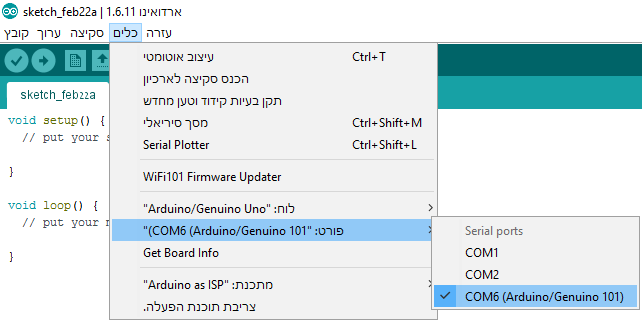 sketch_feb22a | ארדואינו 1.6.11
קובץ ערוך סקיצה כלים עזרה
sketch_feb22a
void setup() {
// put your s
}
void loop() {
// put your m
}
עיצוב אוטומטי Ctrl+T
הכנס סקיצה לארכיון
תקן בעיות קידוד וטען מחדש
מסך סיריאלי Ctrl+Shift+M
Serial Plotter Ctrl+Shift+L
WiFi101 Firmware Updater
לוח: "Arduino/Genuino Uno"
פורט: "COM6 (Arduino/Genuino 101)"
Get Board Info
מתכנת: "Arduino as ISP"
צריבת תוכנת הפעלה.
Serial ports
COM1
COM2
COM6 (Arduino/Genuino 101)